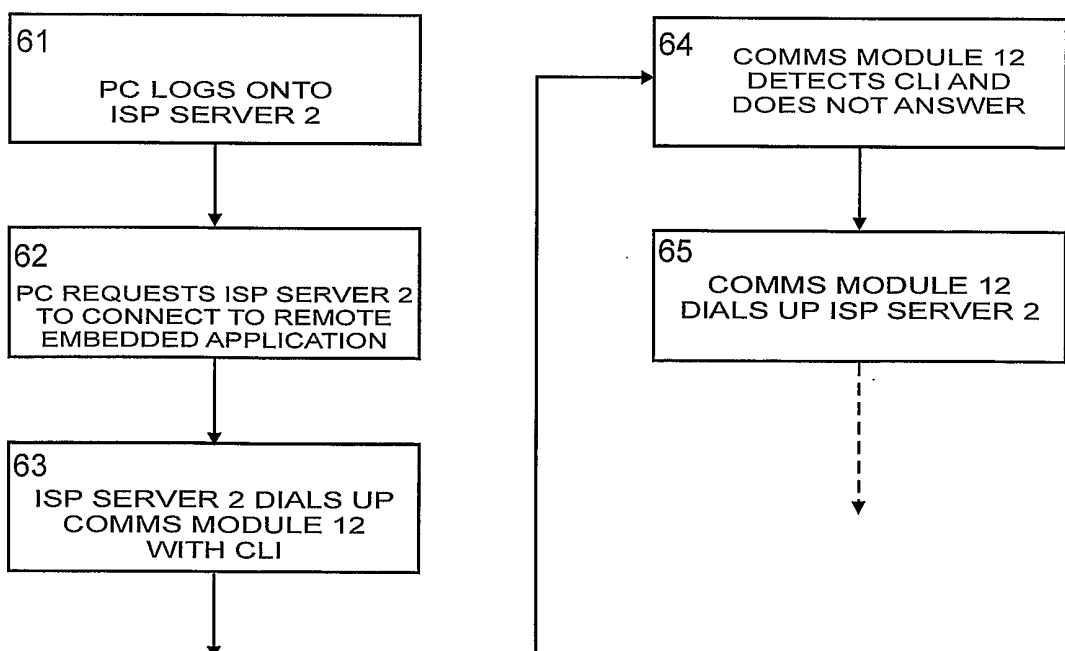 61
PC LOGS ONTO
ISP SERVER 2
62
PC REQUESTS ISP SERVER 2
TO CONNECT TO REMOTE
EMBEDDED APPLICATION
63
ISP SERVER 2 DIALS UP
COMMS MODULE 12
WITH CLI
64
COMMS MODULE 12
DETECTS CLI AND
DOES NOT ANSWER
65
COMMS MODULE 12
DIALS UP ISP SERVER 2